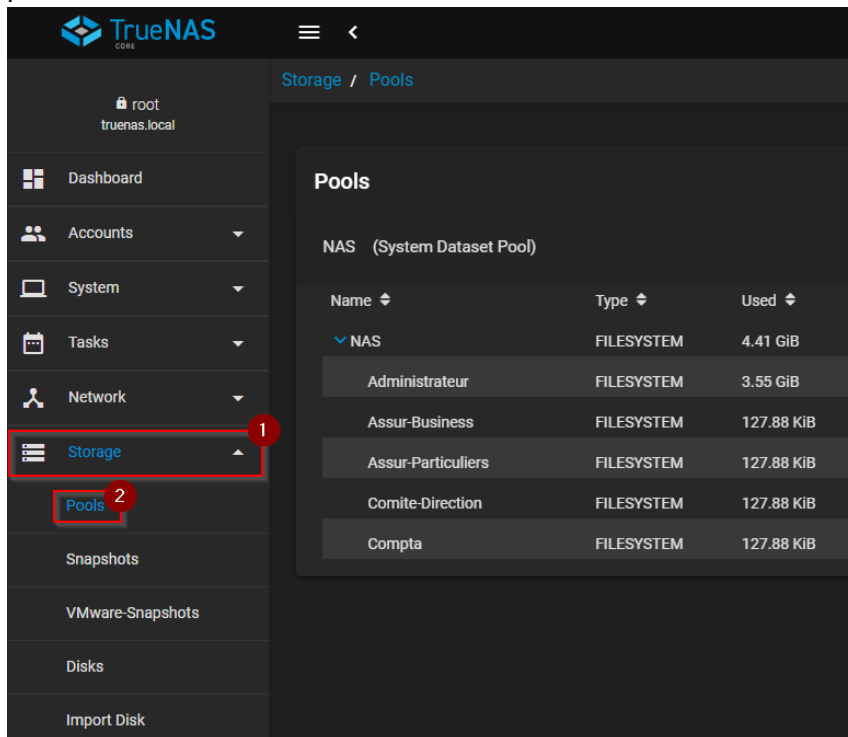 TrueNAS
CORE
root
truenas.local
Dashboard
Accounts
System
Tasks
Network
1
Storage
2
Pools
Snapshots
VMware-Snapshots
Disks
Import Disk
Storage / Pools
Pools
NAS (System Dataset Pool)
Name Type Used
NAS FILESYSTEM 4.41 GiB
Administrateur FILESYSTEM 3.55 GiB
Assur-Business FILESYSTEM 127.88 KiB
Assur-Particuliers FILESYSTEM 127.88 KiB
Comite-Direction FILESYSTEM 127.88 KiB
Compta FILESYSTEM 127.88 KiB